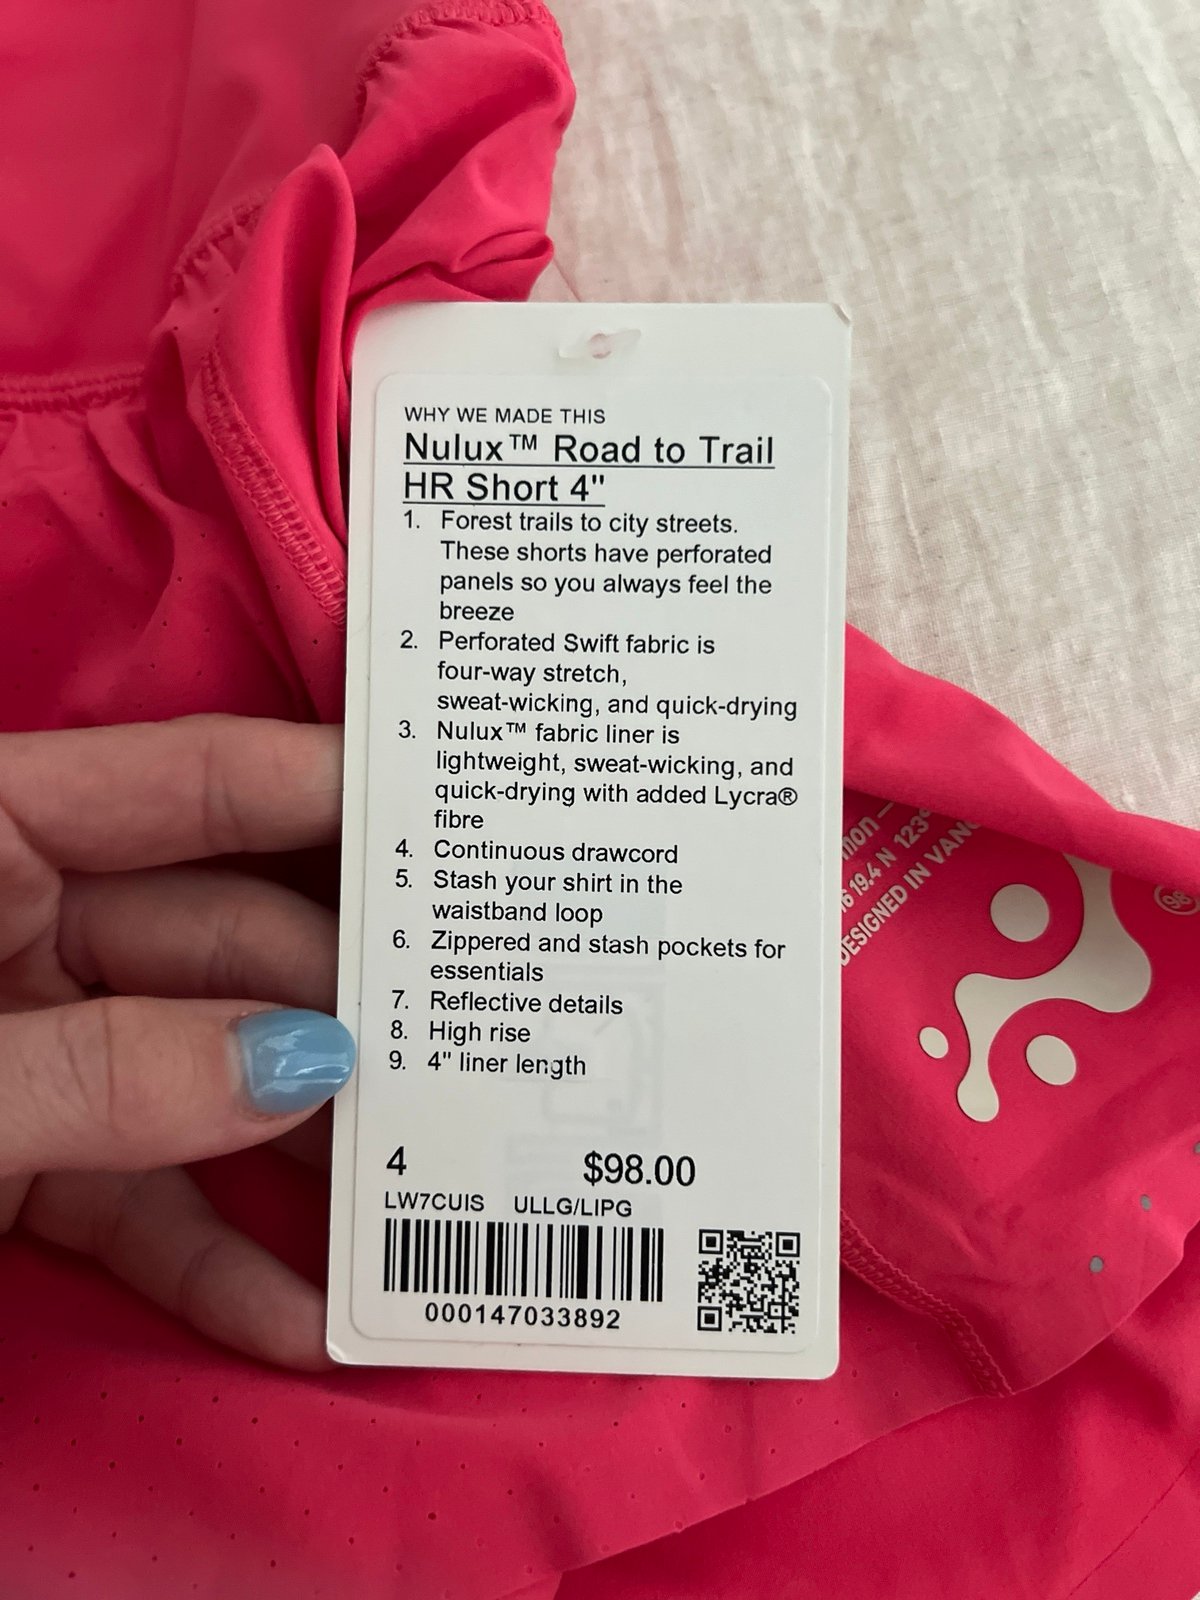 WHY WE MADE THIS
Nulux™ Road to Trail
HR Short 4"
1. Forest trails to city streets.
These shorts have perforated
panels so you always feel the
breeze
2. Perforated Swift fabric is
four-way stretch,
sweat-wicking, and quick-drying
3. Nulux™ fabric liner is
lightweight, sweat-wicking, and
quick-drying with added Lycra®
fibre
4. Continuous drawcord
5. Stash your shirt in the
waistband loop
6. Zippered and stash pockets for
essentials
7. Reflective details
8. High rise
9. 4" liner length
4 $98.00
LW7CUIS ULLG/LIPG
000147033892
19.4 N 123°
DESIGNED IN
98